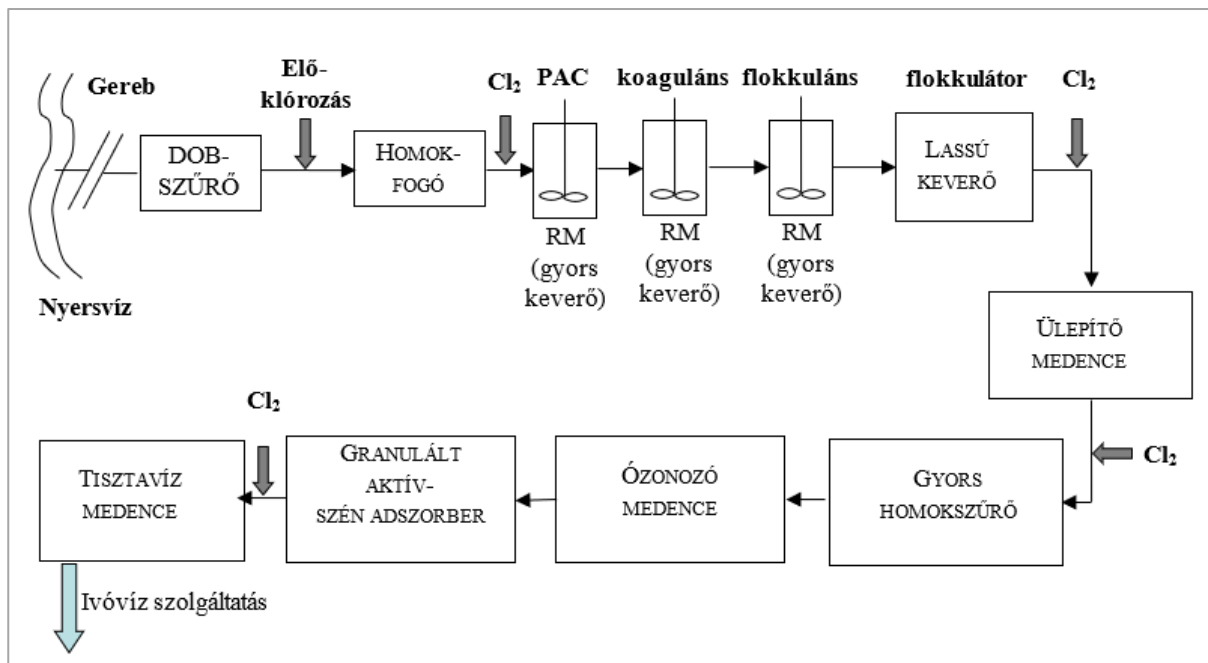 Gereb
Elő-
klórozás
Cl₂
PAC
koaguláns
flokkuláns
flokkulátor
Cl₂
DOB-
SZŰRŐ
HOMOK-
FOGÓ
LASSÚ
KEVERŐ
RM
(gyors
keverő)
RM
(gyors
keverő)
RM
(gyors
keverő)
Nyersvíz
ÜLEPÍTŐ
MEDENCE
Cl₂
Cl₂
TISZTAVÍZ
MEDENCE
GRANULÁLT
AKTÍV-
SZÉN ADSZORBER
ÓZONOZÓ
MEDENCE
GYORS
HOMOKSZŰRŐ
Ivóvíz szolgáltatás